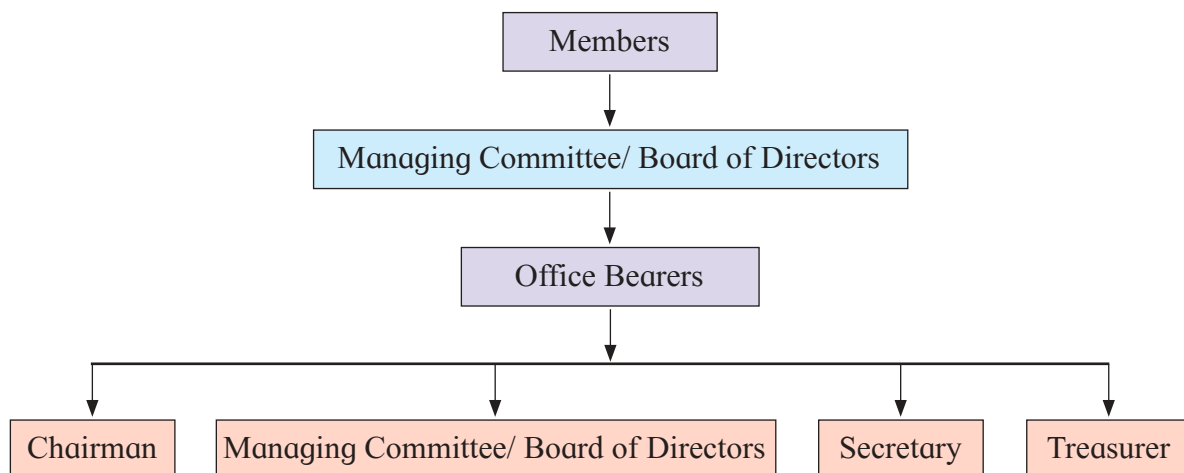 Members
Managing Committee/ Board of Directors
Office Bearers
Chairman
Managing Committee/ Board of Directors
Secretary
Treasurer